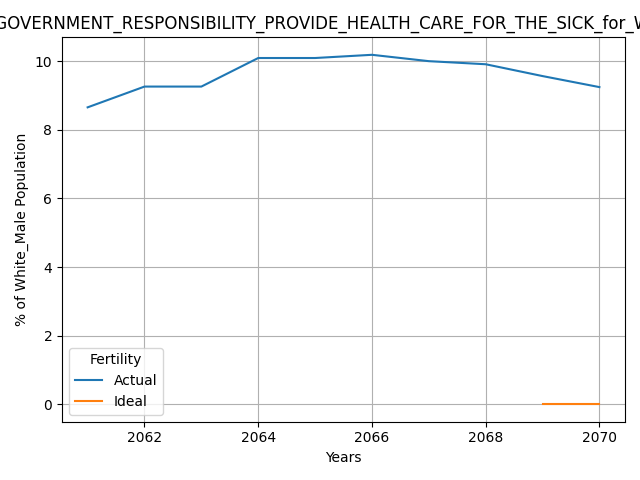 GOVERNMENT_RESPONSIBILITY_PROVIDE_HEALTH_CARE_FOR_THE_SICK_for_W
10
8
6
4
2
0
% of White_Male Population
Fertility
Actual
Ideal
2062 2064 2066 2068 2070
Years